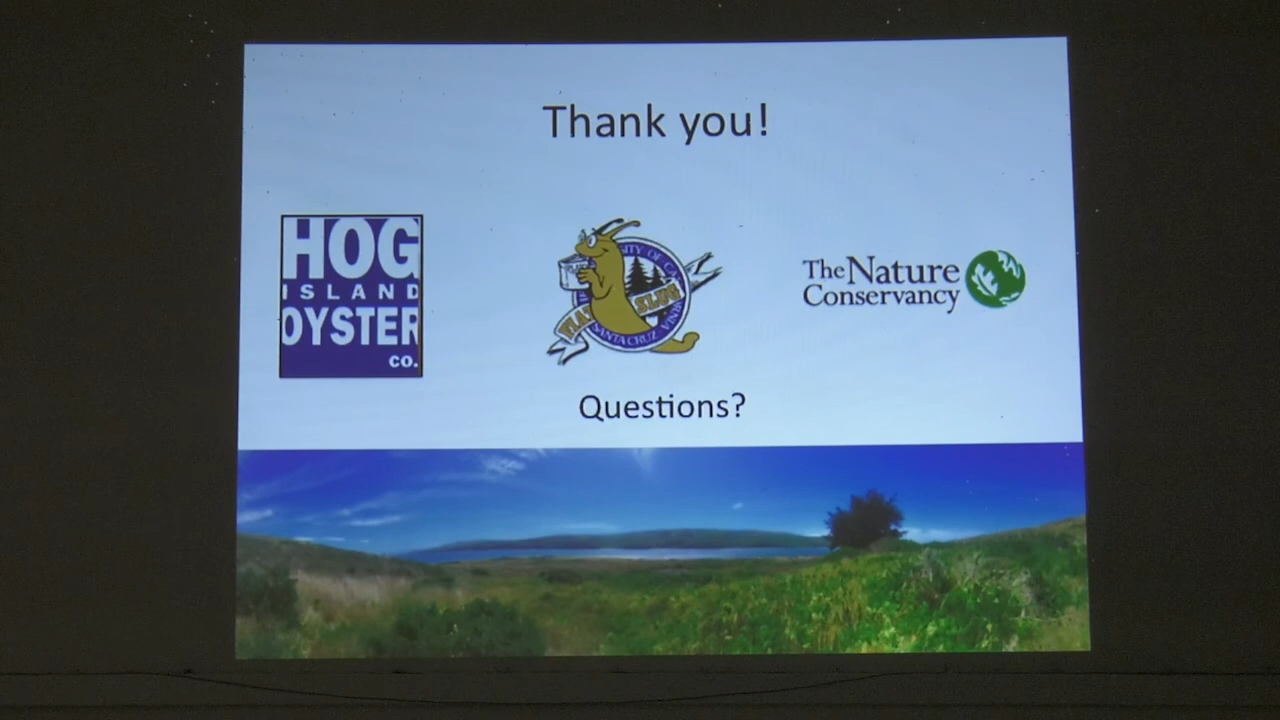 Thank you!
HOG
ISLAND
OYSTER
CO.
SANTA CRUZ
SLUG
The Nature
Conservancy
Questions?